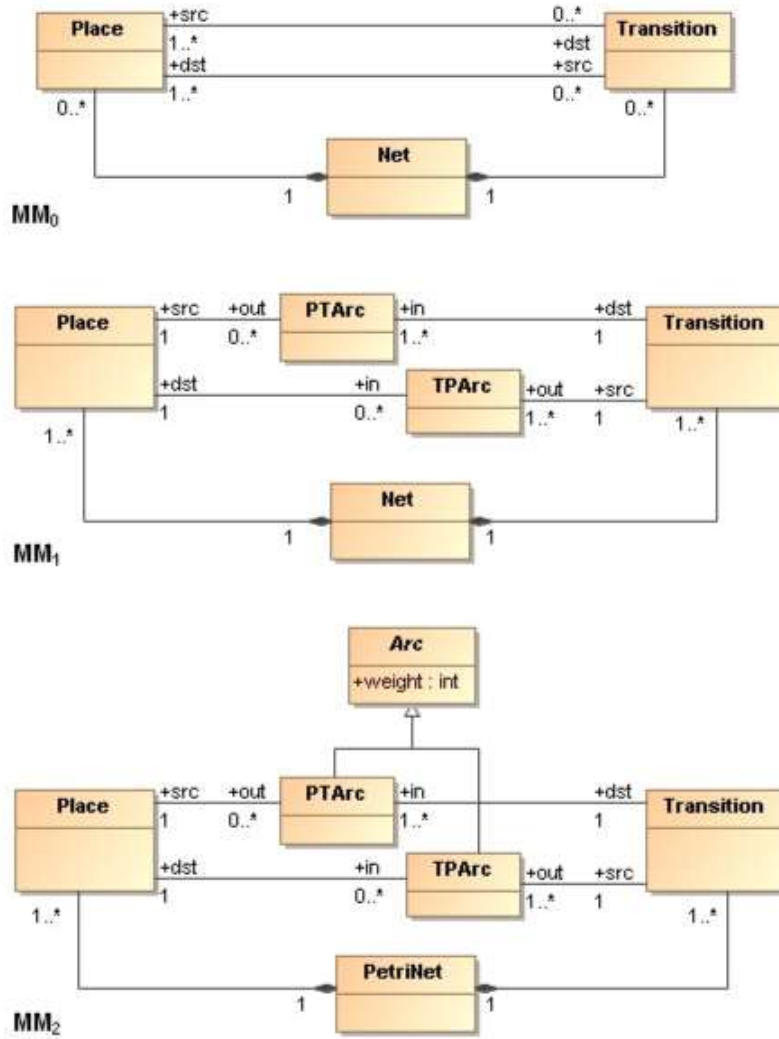 +src 0..*
Place Transition
1..* +dst
+dst +src
1..* 0..*
0..* 0..*
Net
1 1
MM₀
+src +out PTArc +in +dst
Place Transition
1 0..* 1..* 1
+dst +in TPArc +out +src
1 0..* 1..* 1
1..* 1..*
Net
1 1
MM₁
Arc
+weight : int
+src +out PTArc +in +dst
Place Transition
1 0..* 1..* 1
+dst +in TPArc +out +src
1 0..* 1..* 1
1..* 1..*
PetriNet
1 1
MM₂